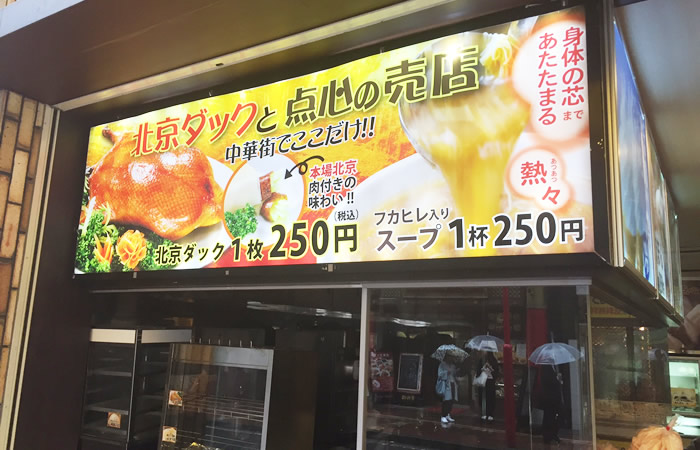 北京ダックと点心の売店
中華街でここだけ!!
本場北京
肉付きの
味わい!!
北京ダック1枚250円(税込)
フカヒレ入り
スープ1杯250円
身体の芯まで
あたたまる
あつあつ
熱々